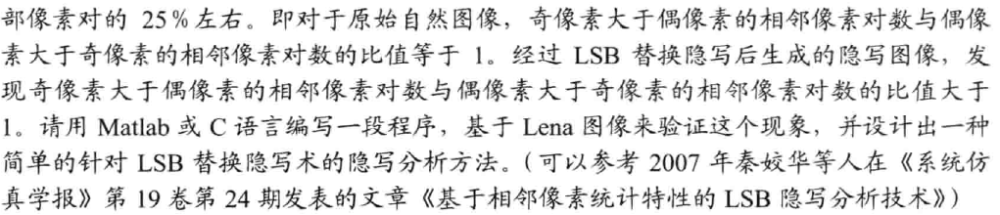 部像素对的 25%左右。即对于原始自然图像，奇像素大于偶像素的相邻像素对数与偶像
素大于奇像素的相邻像素对数的比值等于 1。经过 LSB 替换隐写后生成的隐写图像，发
现奇像素大于偶像素的相邻像素对数与偶像素大于奇像素的相邻像素对数的比值大于
1。请用 Matlab 或 C 语言编写一段程序，基于 Lena 图像来验证这个现象，并设计出一种
简单的针对 LSB 替换隐写术的隐写分析方法。（可以参考 2007 年秦姣华等人在《系统仿
真学报》第 19 卷第 24 期发表的文章《基于相邻像素统计特性的 LSB 隐写分析技术》）